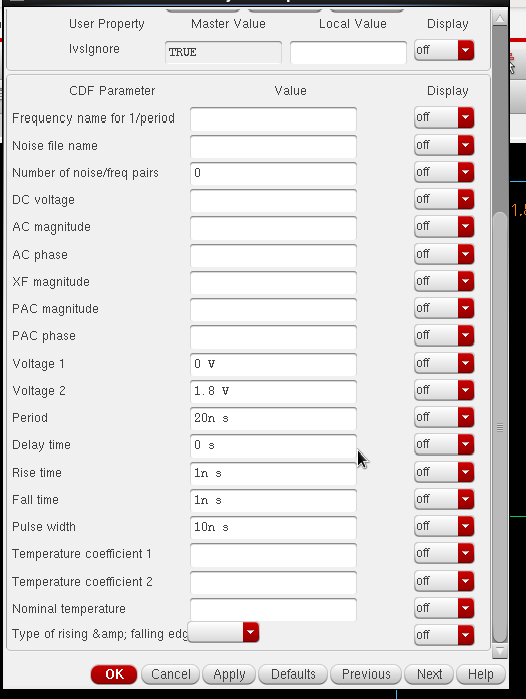 User Property Master Value Local Value Display
lvsIgnore TRUE off
CDF Parameter Value Display
Frequency name for 1/period off
Noise file name off
Number of noise/freq pairs 0 off
DC voltage off
AC magnitude off
AC phase off
XF magnitude off
PAC magnitude off
PAC phase off
Voltage 1 0 V off
Voltage 2 1.8 V off
Period 20n s off
Delay time 0 s off
Rise time 1n s off
Fall time 1n s off
Pulse width 10n s off
Temperature coefficient 1 off
Temperature coefficient 2 off
Nominal temperature off
Type of rising &amp; falling edg off
OK Cancel Apply Defaults Previous Next Help